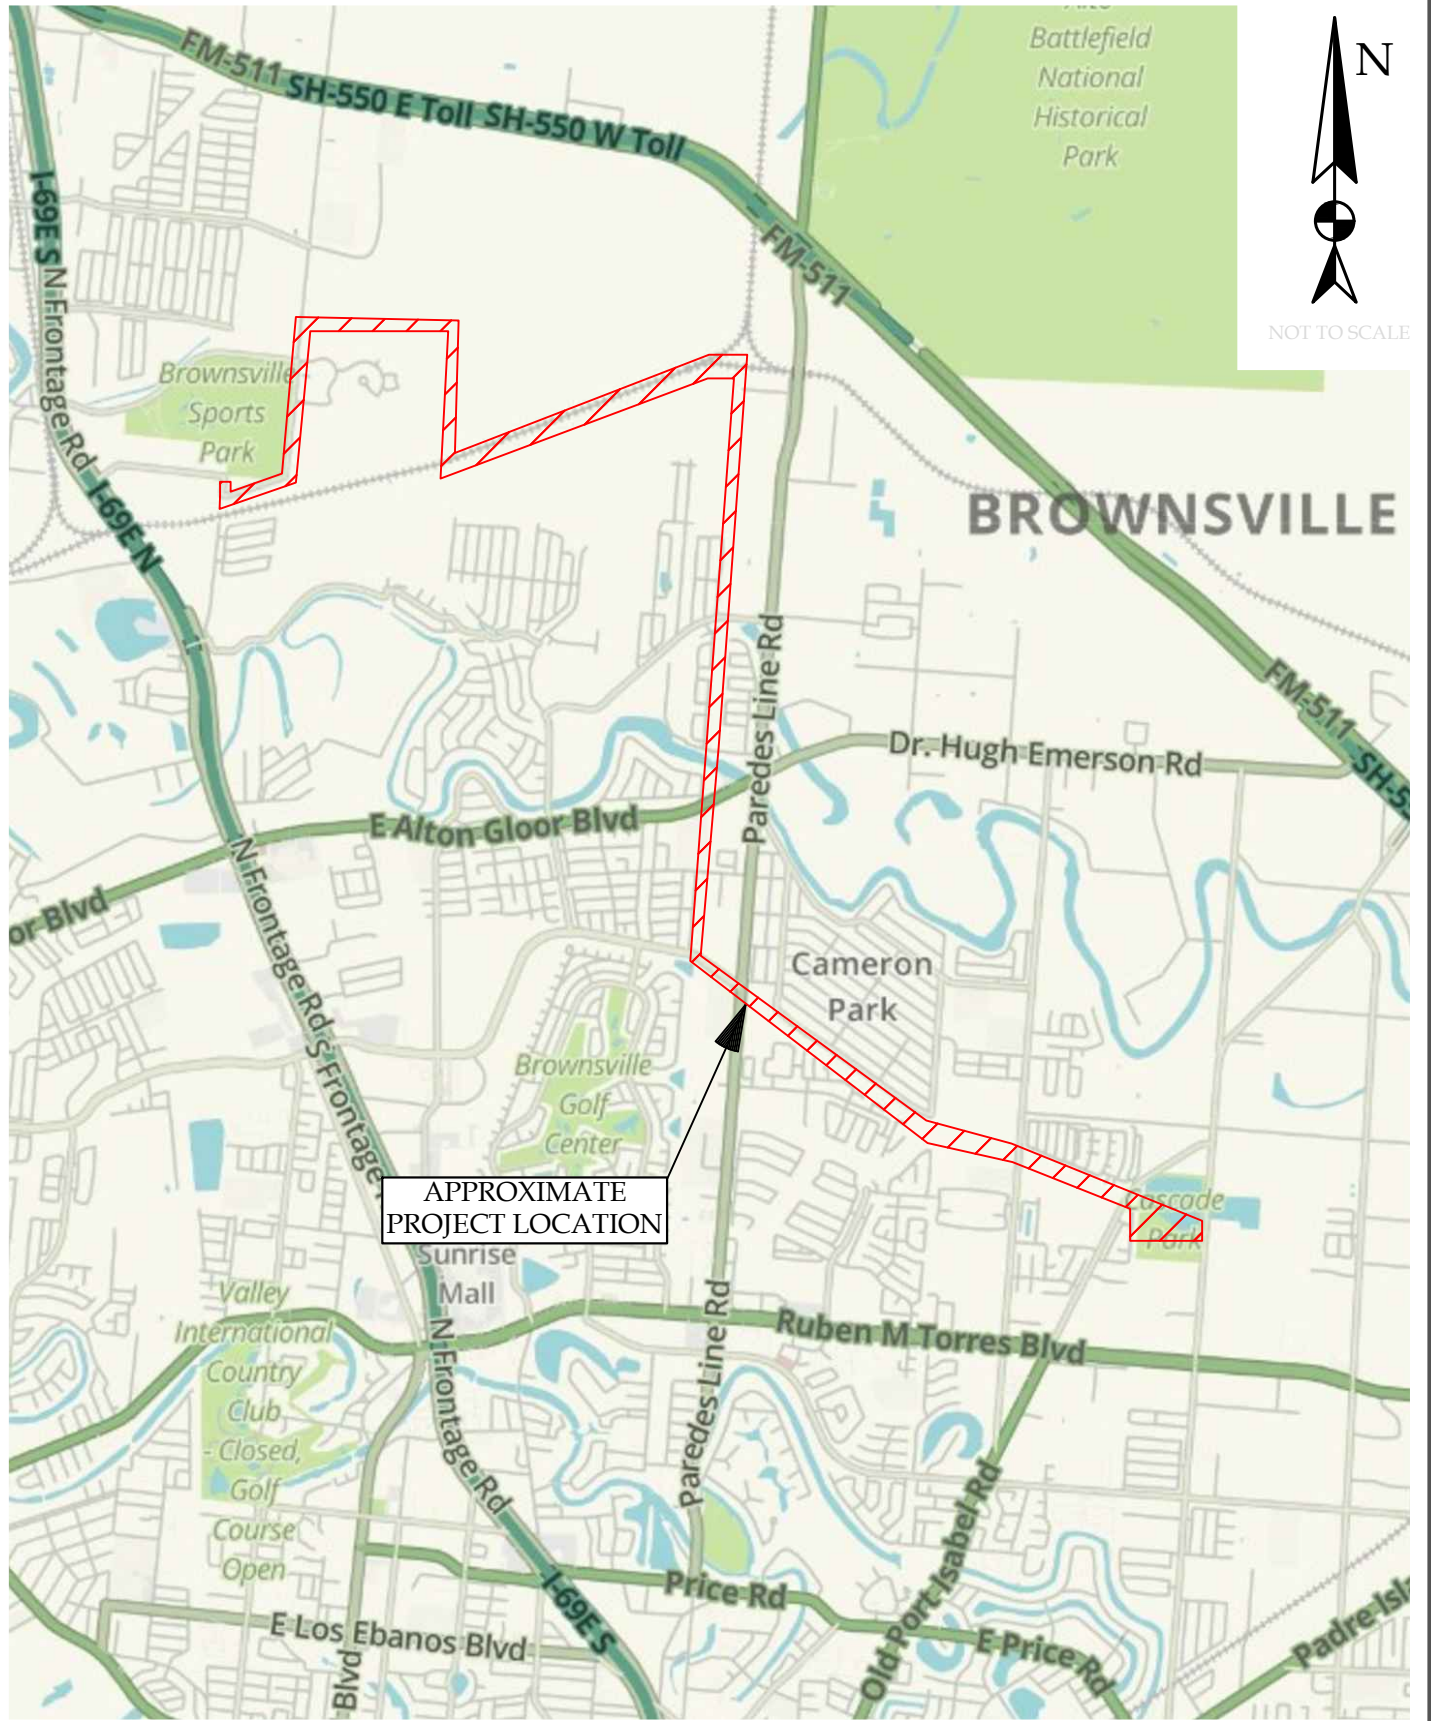 Battlefield
National
Historical
Park
N
NOT TO SCALE
FM-511
SH-550 E Toll
SH-550 W Toll
I-69E S
FM-511
N Frontage Rd
Brownsville
Sports
Park
I-69E N
BROWNSVILLE
Paredes Line Rd
FM-511
Dr. Hugh Emerson Rd
SH-5
E Alton Gloor Blvd
or Blvd
N Frontage Rd
Cameron
Park
S Frontage
Brownsville
Golf
Center
APPROXIMATE
PROJECT LOCATION
Cascade
Park
Sunrise
Mall
Valley
International
Country
Club
- Closed,
Golf
Course
Open
Ruben M Torres Blvd
N Frontage Rd
Paredes Line Rd
Old Port Isabel Rd
Price Rd
I-69E S
E Los Ebanos Blvd
Blvd
E Price Rd
Padre Isl